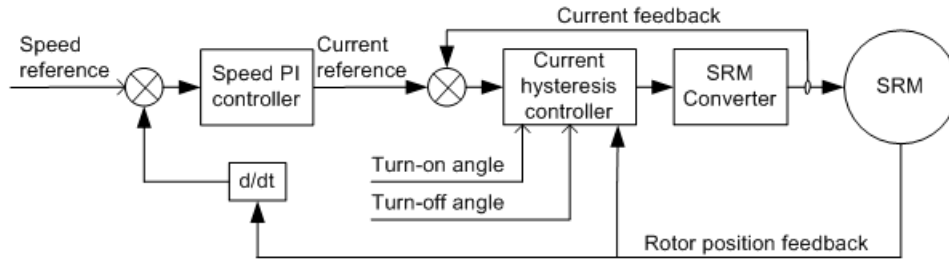 Speed
reference
Speed PI
controller
Current
reference
Current feedback
Current
hysteresis
controller
SRM
Converter
SRM
Turn-on angle
Turn-off angle
d/dt
Rotor position feedback